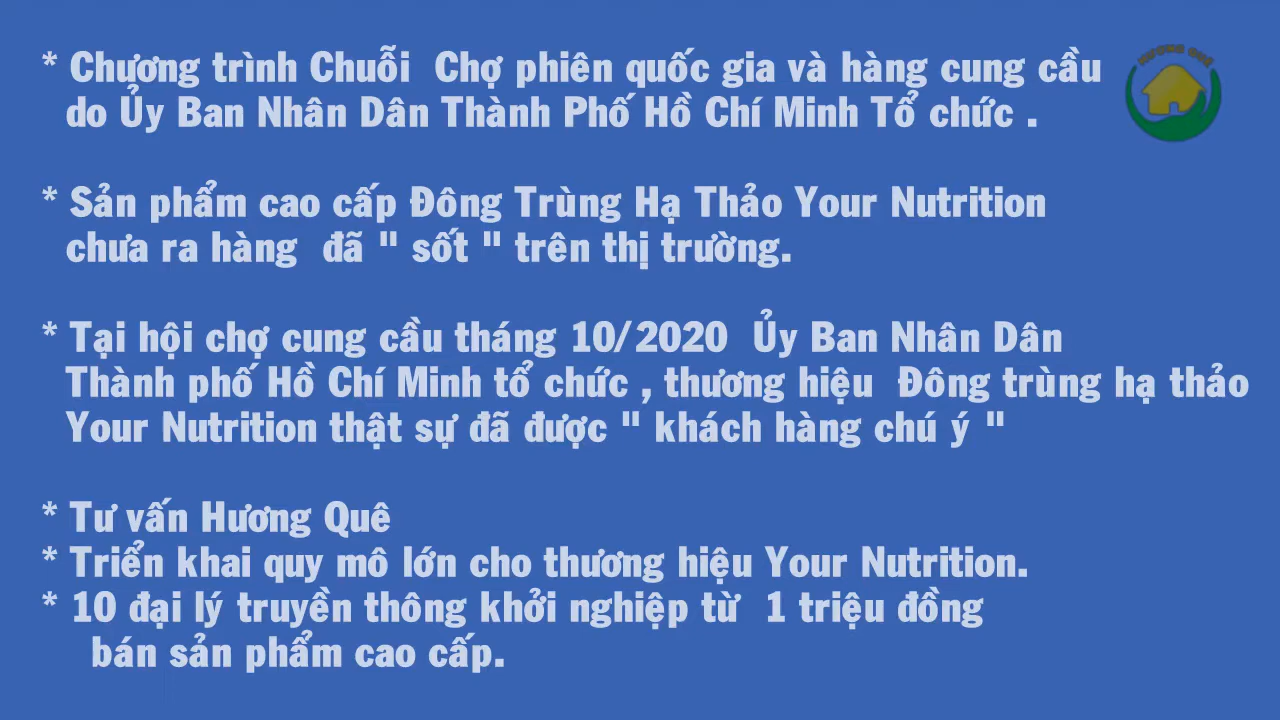 * Chương trình Chuỗi Chợ phiên quốc gia và hàng cung cầu
do Ủy Ban Nhân Dân Thành Phố Hồ Chí Minh Tổ chức .
HƯƠNG QUÊ
* Sản phẩm cao cấp Đông Trùng Hạ Thảo Your Nutrition
chưa ra hàng đã " sốt " trên thị trường.
* Tại hội chợ cung cầu tháng 10/2020 Ủy Ban Nhân Dân
Thành phố Hồ Chí Minh tổ chức , thương hiệu Đông trùng hạ thảo
Your Nutrition thật sự đã được " khách hàng chú ý "
* Tư vấn Hương Quê
* Triển khai quy mô lớn cho thương hiệu Your Nutrition.
* 10 đại lý truyền thông khởi nghiệp từ 1 triệu đồng
bán sản phẩm cao cấp.